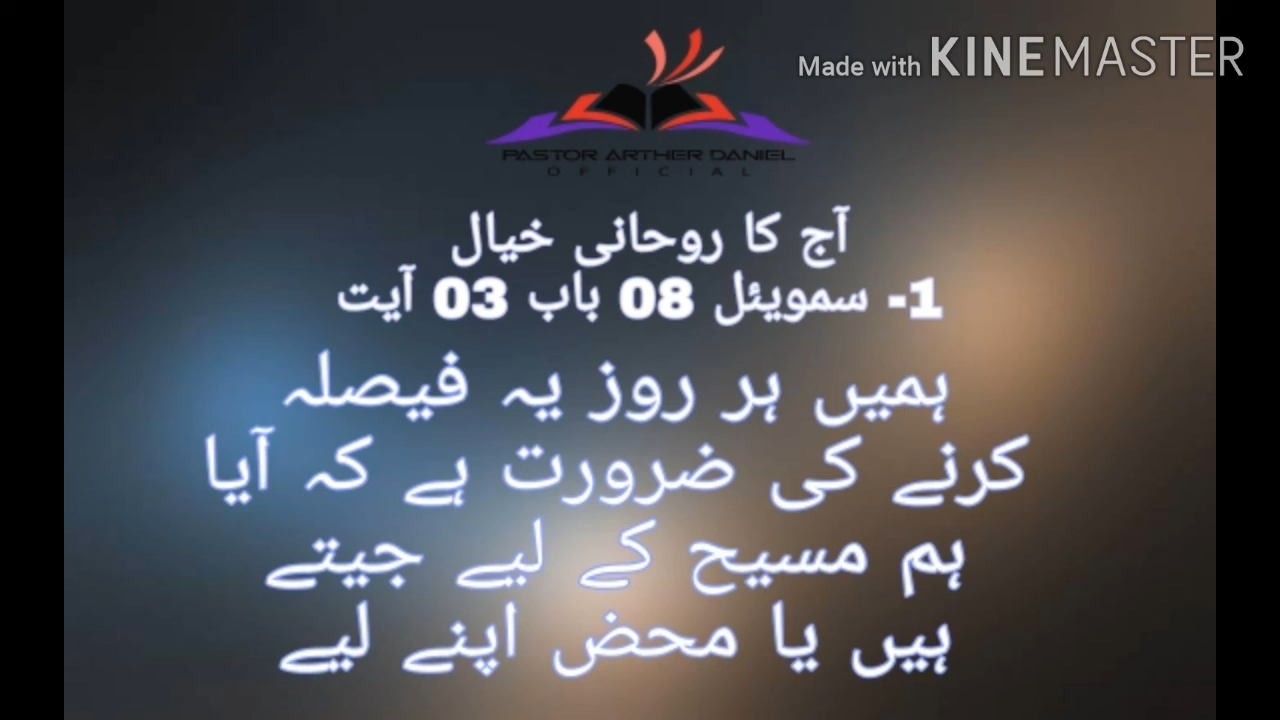 Made with KINEMASTER
PASTOR ARTHER DANIEL
OFFICIAL
آج کا روحانی خیال
1- سموئیل 08 باب 03 آیت
ہمیں ہر روز یہ فیصلہ
کرنے کی ضرورت ہے کہ آیا
ہم مسیح کے لیے جیتے
ہیں یا محض اپنے لیے